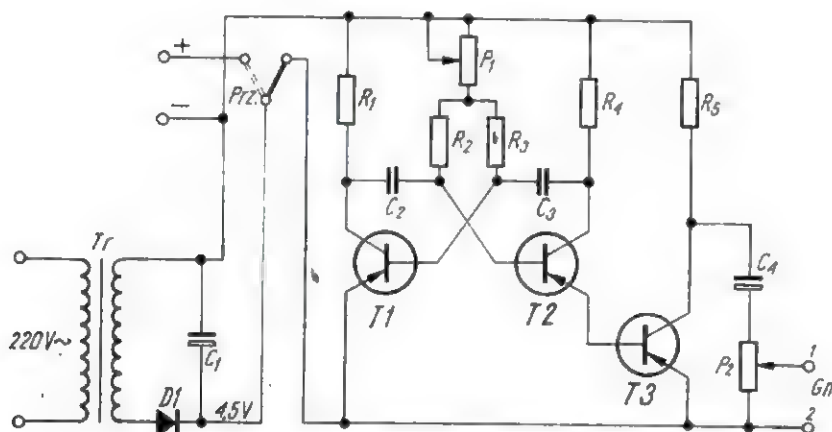 +
Prz.
−
P1
R1
R2
R3
R4
R5
C2
C3
T1
T2
T3
C4
P2
1
Gn
2
Tr
220V~
C1
D1
4,5V